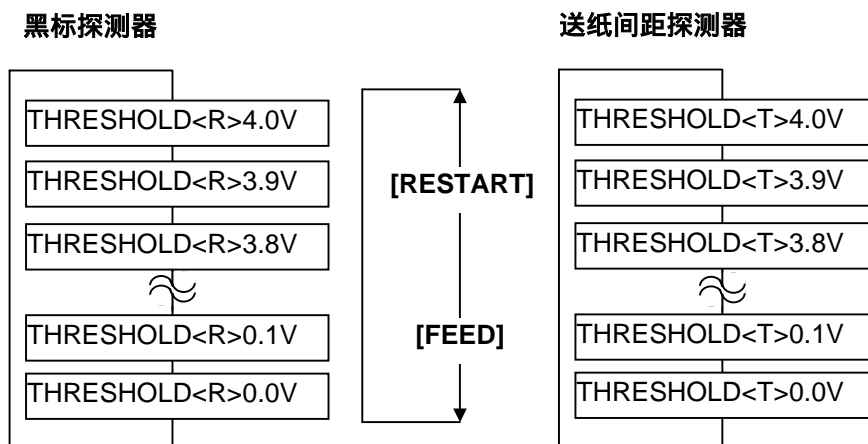 黑标探测器
THRESHOLD<R>4.0V
THRESHOLD<R>3.9V
THRESHOLD<R>3.8V
THRESHOLD<R>0.1V
THRESHOLD<R>0.0V
[RESTART]
[FEED]
送纸间距探测器
THRESHOLD<T>4.0V
THRESHOLD<T>3.9V
THRESHOLD<T>3.8V
THRESHOLD<T>0.1V
THRESHOLD<T>0.0V